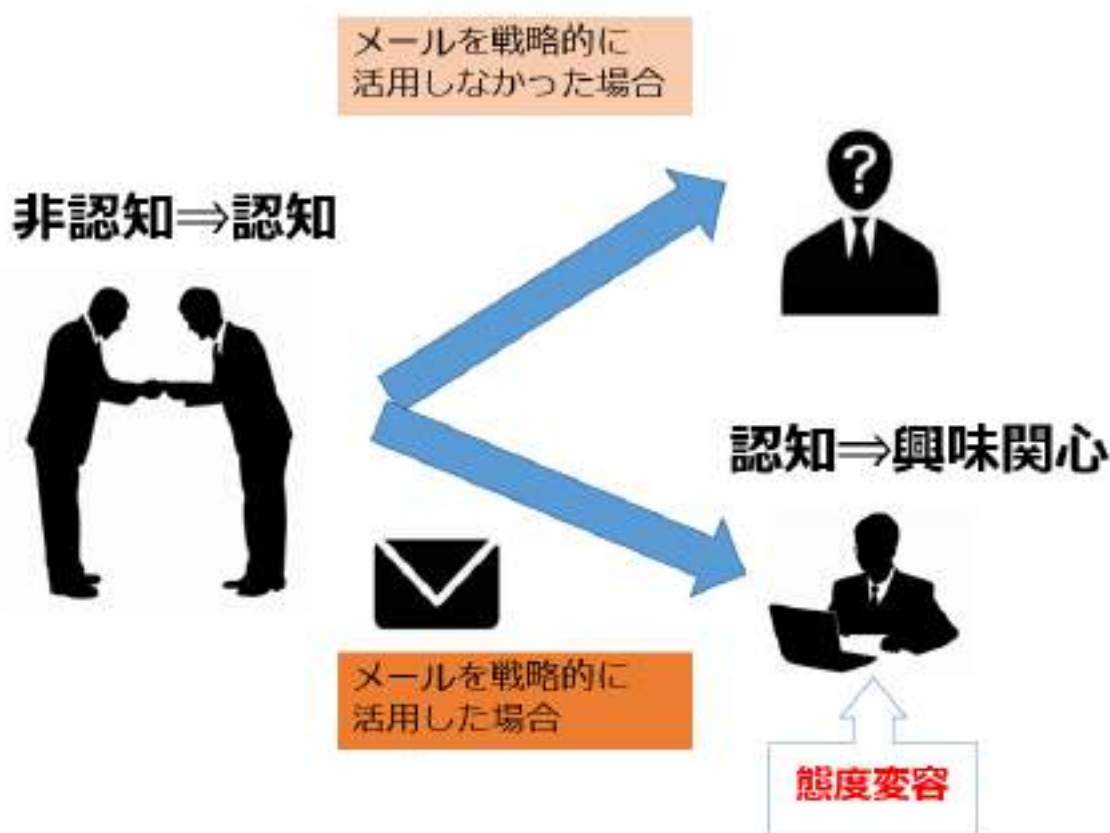 メールを戦略的に
活用しなかった場合
?
非認知⇒認知
認知⇒興味関心
メールを戦略的に
活用した場合
態度変容